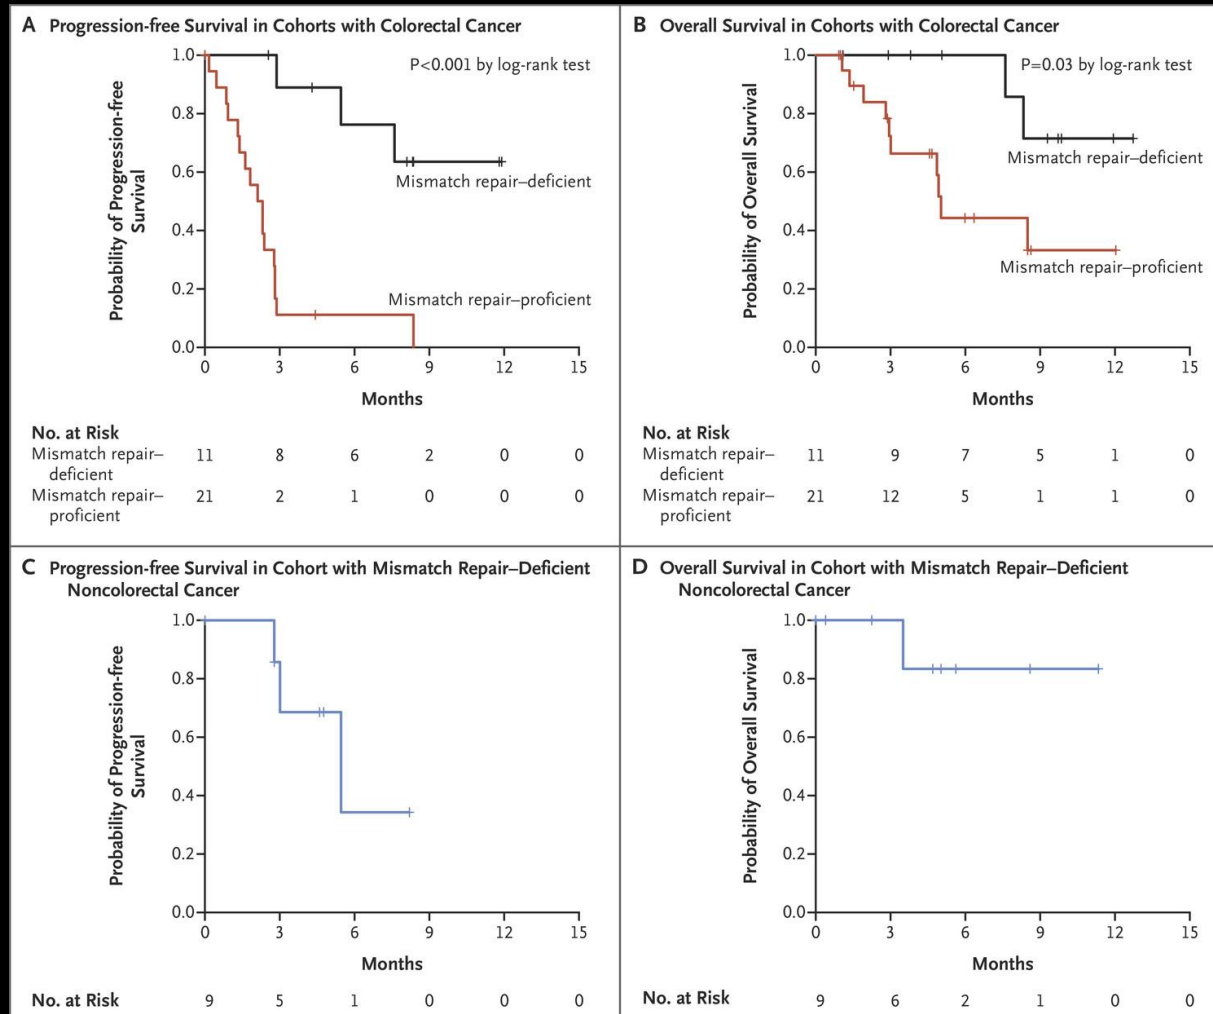 A Progression-free Survival in Cohorts with Colorectal Cancer
Probability of Progression-free
Survival
1.0
0.8
0.6
0.4
0.2
0.0
P<0.001 by log-rank test
Mismatch repair–deficient
Mismatch repair–proficient
0 3 6 9 12 15
Months
No. at Risk
Mismatch repair–
deficient
11 8 6 2 0 0
Mismatch repair–
proficient
21 2 1 0 0 0
B Overall Survival in Cohorts with Colorectal Cancer
Probability of Overall Survival
1.0
0.8
0.6
0.4
0.2
0.0
P=0.03 by log-rank test
Mismatch repair–deficient
Mismatch repair–proficient
0 3 6 9 12 15
Months
No. at Risk
Mismatch repair–
deficient
11 9 7 5 1 0
Mismatch repair–
proficient
21 12 5 1 1 0
C Progression-free Survival in Cohort with Mismatch Repair–Deficient
Noncolorectal Cancer
Probability of Progression-free
Survival
1.0
0.8
0.6
0.4
0.2
0.0
0 3 6 9 12 15
Months
No. at Risk 9 5 1 0 0 0
D Overall Survival in Cohort with Mismatch Repair–Deficient
Noncolorectal Cancer
Probability of Overall Survival
1.0
0.8
0.6
0.4
0.2
0.0
0 3 6 9 12 15
Months
No. at Risk 9 6 2 1 0 0